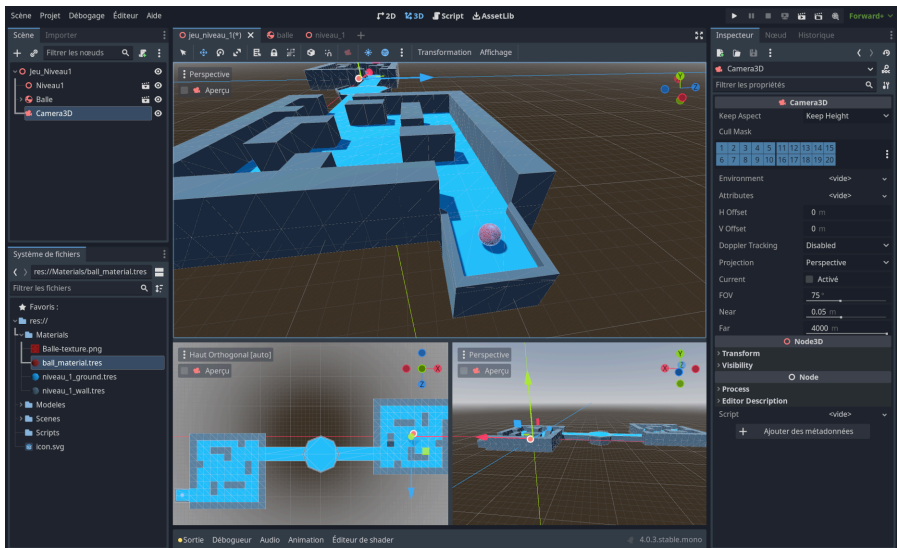 Scène Projet Débogage Éditeur Aide
2D 3D Script AssetLib
Forward+
Scène Importer
Filtrer les nœuds
Jeu_Niveau1
Niveau1
Balle
Camera3D
Système de fichiers
res://Materials/ball_material.tres
Filtrer les fichiers
Favoris :
res://
Materials
Balle-texture.png
ball_material.tres
niveau_1_ground.tres
niveau_1_wall.tres
Modeles
Scenes
Scripts
icon.svg
jeu_niveau_1(*) balle niveau_1
Transformation Affichage
Perspective
Aperçu
Y
X
Z
Haut Orthogonal [auto]
Aperçu
X
Z
Perspective
Aperçu
Y
X
Z
Sortie Débogueur Audio Animation Éditeur de shader
4.0.3.stable.mono
Inspecteur Nœud Historique
Camera3D
DOC
Filtrer les propriétés
Camera3D
Keep Aspect Keep Height
Cull Mask
1 2 3 4 5 11 12 13 14 15
6 7 8 9 10 16 17 18 19 20
Environment <vide>
Attributes <vide>
H Offset 0 m
V Offset 0 m
Doppler Tracking Disabled
Projection Perspective
Current Activé
FOV 75 °
Near 0.05 m
Far 4000 m
Node3D
Transform
Visibility
Node
Process
Editor Description
Script <vide>
Ajouter des métadonnées